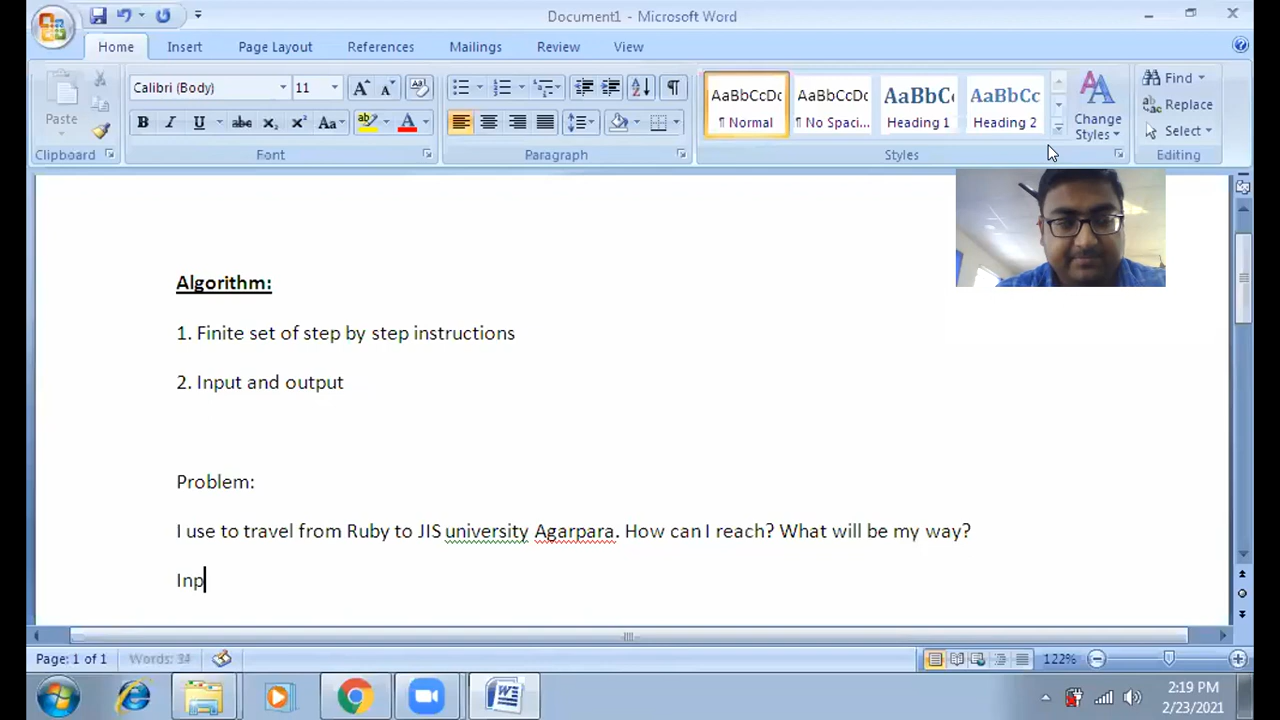 Document1 - Microsoft Word
Home Insert Page Layout References Mailings Review View
Paste
Calibri (Body) 11
B I U abc x₂ x² Aa
AaBbCcDc AaBbCcDc AaBbC AaBbCc
¶ Normal ¶ No Spaci... Heading 1 Heading 2
Change Styles
Find
Replace
Select
Clipboard Font Paragraph Styles Editing
Algorithm:
1. Finite set of step by step instructions
2. Input and output
Problem:
I use to travel from Ruby to JIS university Agarpara. How can I reach? What will be my way?
Inp
Page: 1 of 1 Words: 34 122%
2:19 PM
2/23/2021